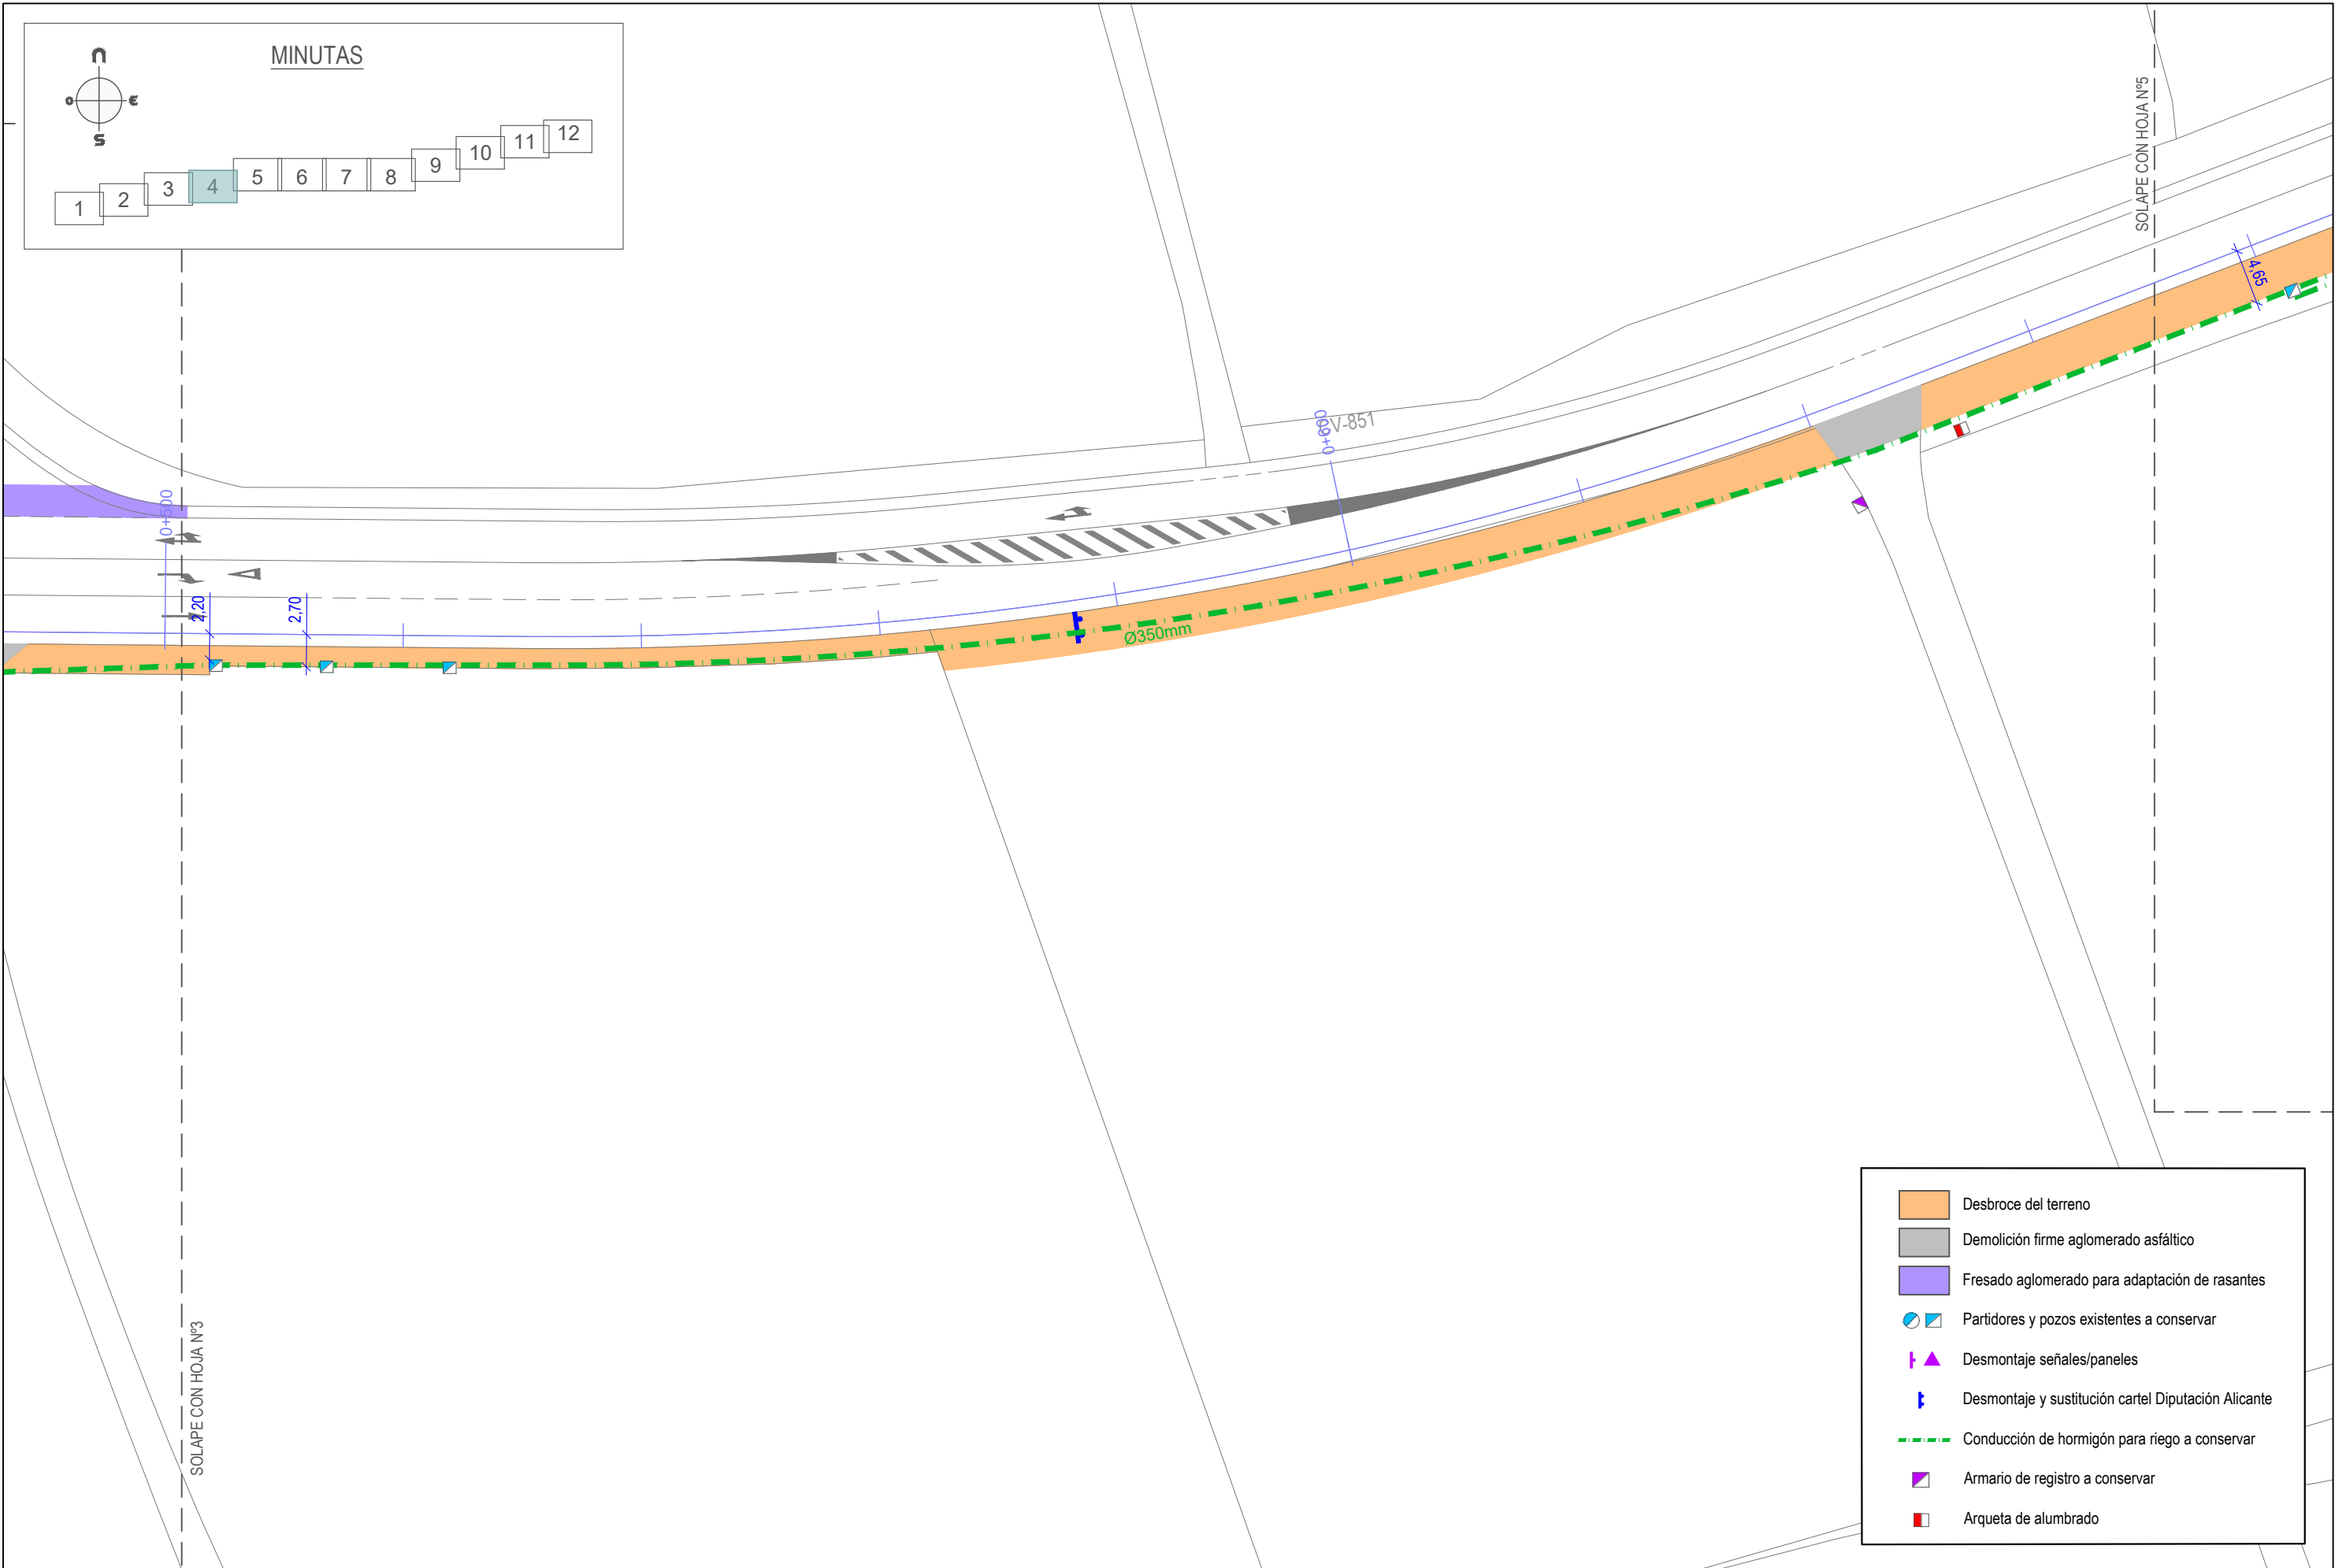 MINUTAS
N
O E
S
1 2 3 4 5 6 7 8 9 10 11 12
SOLAPE CON HOJA Nº5
4,65
CV-851
0+600
0+500
2,20
2,70
Ø350mm
SOLAPE CON HOJA Nº3
Desbroce del terreno
Demolición firme aglomerado asfáltico
Fresado aglomerado para adaptación de rasantes
Partidores y pozos existentes a conservar
Desmontaje señales/paneles
Desmontaje y sustitución cartel Diputación Alicante
Conducción de hormigón para riego a conservar
Armario de registro a conservar
Arqueta de alumbrado